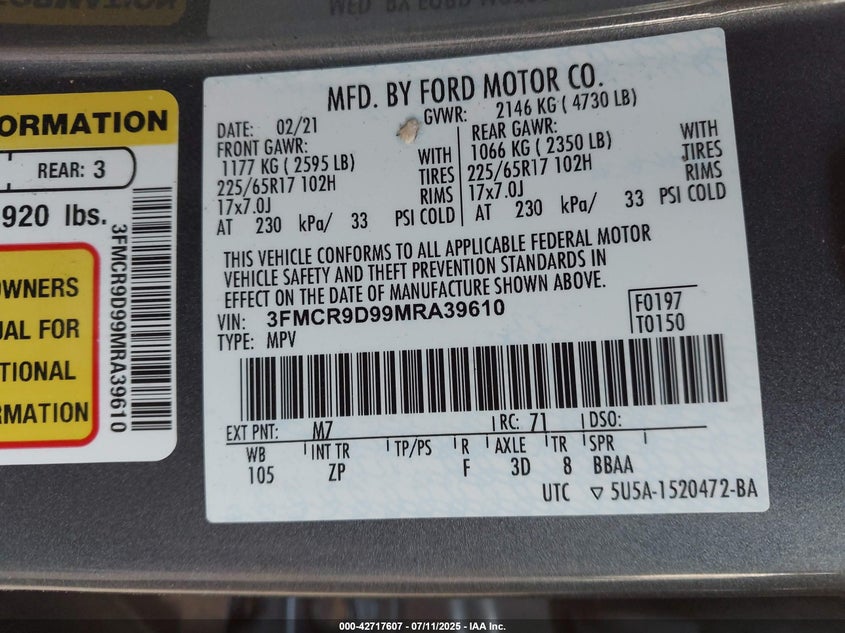 ORMATION
REAR: 3
920 lbs.
OWNERS
UAL FOR
TIONAL
RMATION
3FMCR9D99MRA39610
MFD. BY FORD MOTOR CO.
DATE: 02/21
GVWR: 2146 KG ( 4730 LB)
FRONT GAWR:
1177 KG ( 2595 LB) WITH
225/65R17 102H TIRES
17x7.0J RIMS
AT 230 kPa/ 33 PSI COLD
REAR GAWR: WITH
1066 KG ( 2350 LB) TIRES
225/65R17 102H RIMS
17x7.0J
AT 230 kPa/ 33 PSI COLD
THIS VEHICLE CONFORMS TO ALL APPLICABLE FEDERAL MOTOR
VEHICLE SAFETY AND THEFT PREVENTION STANDARDS IN
EFFECT ON THE DATE OF MANUFACTURE SHOWN ABOVE.
VIN: 3FMCR9D99MRA39610
TYPE: MPV
F0197
T0150
EXT PNT: M7 RC: 71 DSO:
WB INT TR TP/PS R AXLE TR SPR
105 ZP F 3D 8 BBAA
UTC ▽ 5U5A-1520472-BA
000-42717607 - 07/11/2025 - IAA Inc.